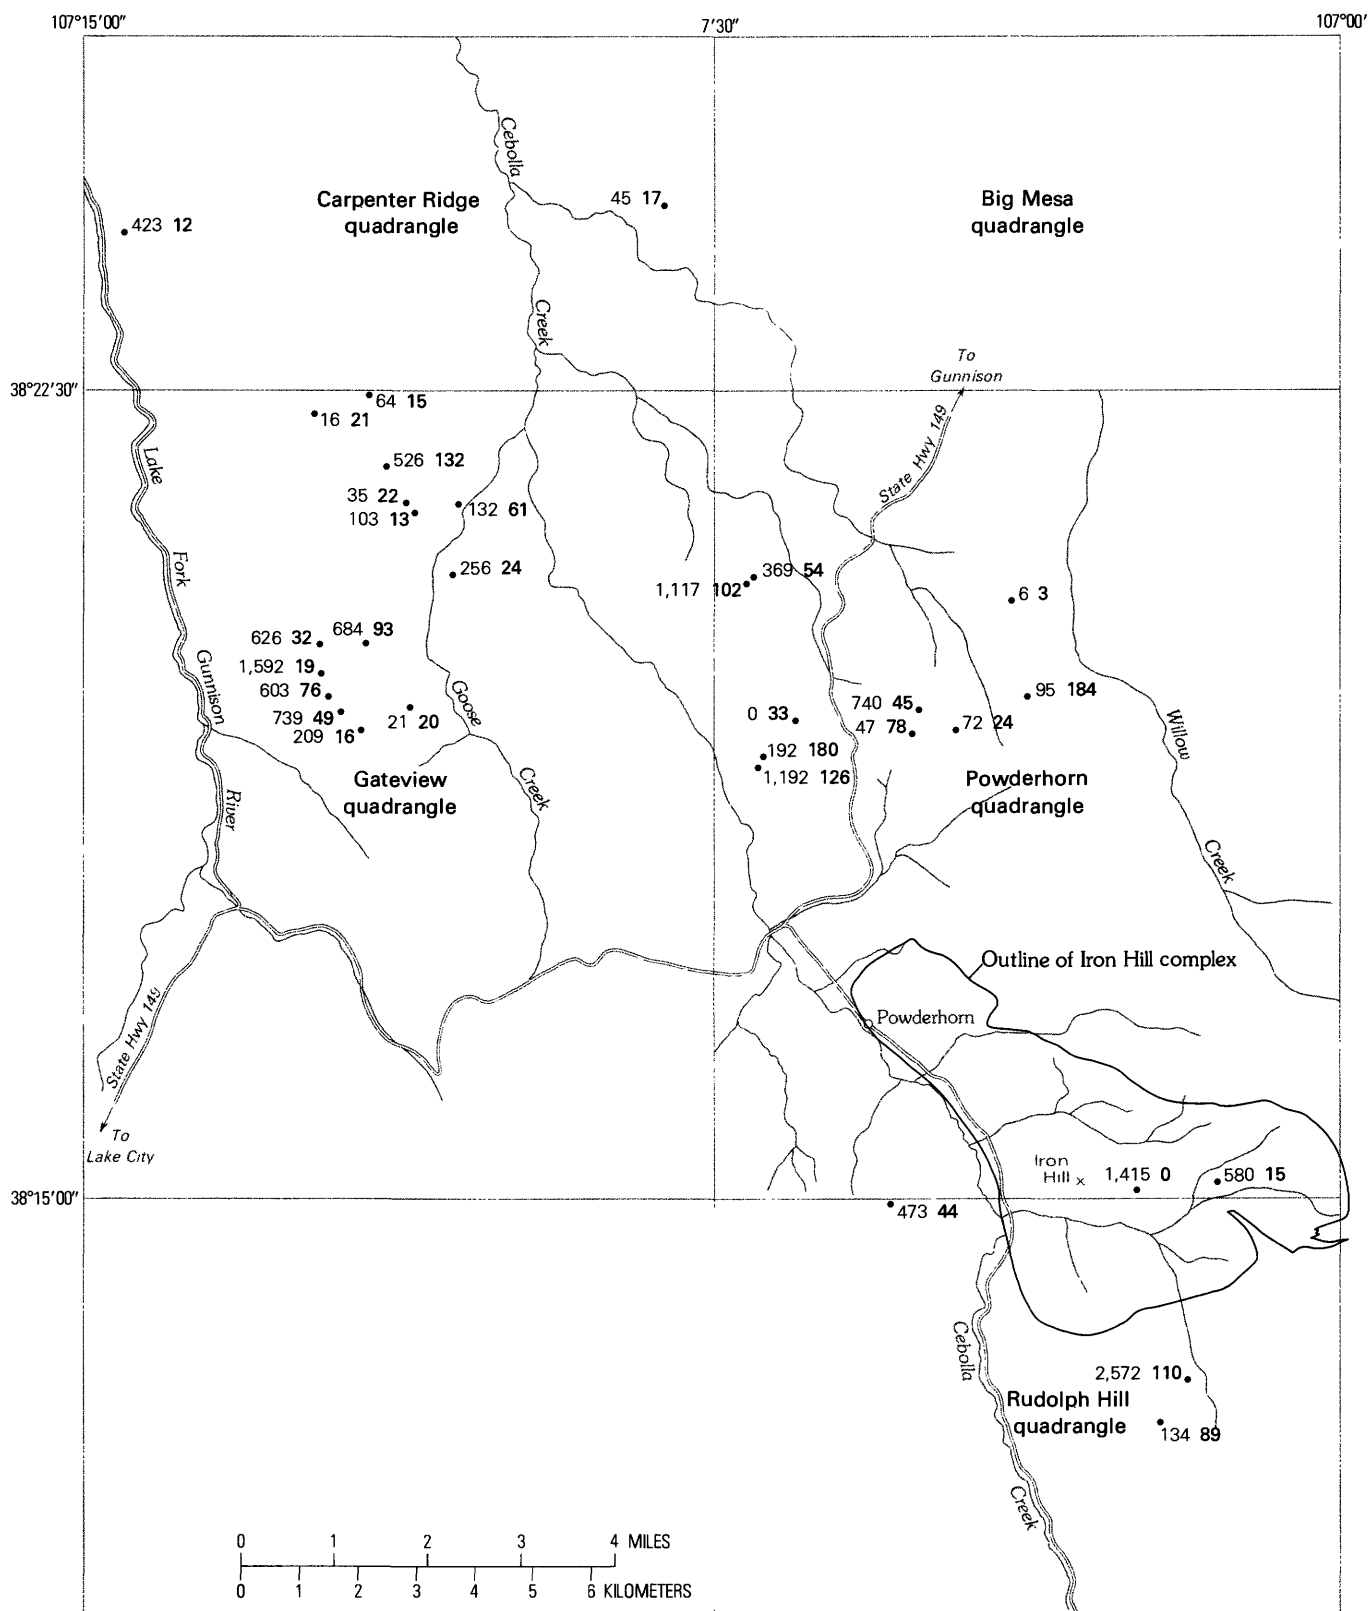 107°15'00"
7'30"
107°00'
Cebolla
Carpenter Ridge
quadrangle
45 17
Big Mesa
quadrangle
423 12
Creek
To
Gunnison
38°22'30"
64 15
16 21
State Hwy 149
Lake
526 132
35 22
103 13
132 61
Fork
256 24
369 54
1,117 102
6 3
626 32
684 93
Gunnison
1,592 19
603 76
739 49
209 16
21 20
Goose
0 33
740 45
47 78
72 24
95 184
Willow
192 180
1,192 126
Gateview
quadrangle
Creek
Powderhorn
quadrangle
River
Creek
Outline of Iron Hill complex
State Hwy 149
Powderhorn
To
Lake City
Iron
Hill x
1,415 0
580 15
38°15'00"
473 44
Cebolla
2,572 110
Rudolph Hill
quadrangle
134 89
Creek
0 1 2 3 4 MILES
0 1 2 3 4 5 6 KILOMETERS